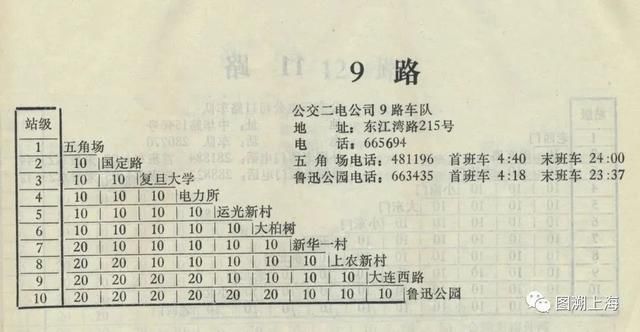 9 路
公交二电公司9路车队
地 址：东江湾路215号
电 话：665694
五角场电话：481196 首班车 4:40 末班车 24:00
鲁迅公园电话：663435 首班车 4:18 末班车 23:37
站级
1 五角场
2 10 国定路
3 10 10 复旦大学
4 10 10 10 电力所
5 10 10 10 10 运光新村
6 10 10 10 10 10 大柏树
7 20 10 10 10 10 10 新华一村
8 20 20 10 10 10 10 10 上农新村
9 20 20 20 20 10 10 10 10 大连西路
10 20 20 20 20 20 20 10 10 10 鲁迅公园
图溯上海